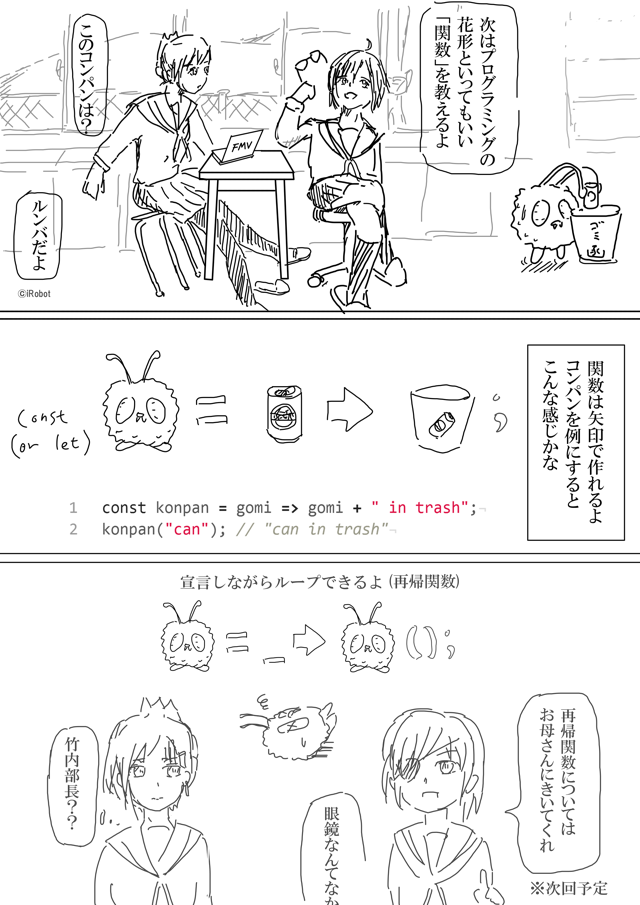 次はプログラミングの
花形といってもいい
「関数」を教えるよ
このコンパンは？
FMV
ゴミ函
ルンバだよ
©iRobot
関数は矢印で作れるよ
コンパンを例にすると
こんな感じかな
const
(or let)
=
;
1 const konpan = gomi => gomi + " in trash";
2 konpan("can"); // "can in trash"
宣言しながらループできるよ (再帰関数)
= _ ();
再帰関数については
お母さんにきいてくれ
竹内部長？？
眼鏡なんてなか
※次回予定